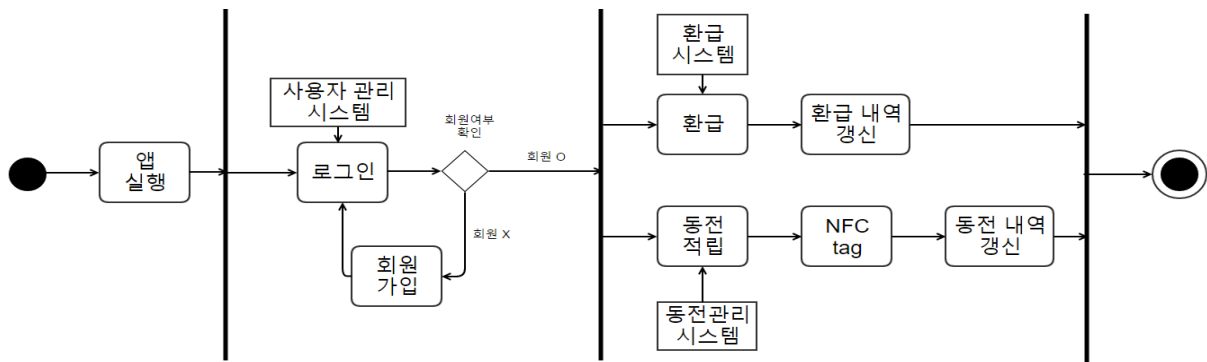 앱
실행
사용자 관리
시스템
로그인
회원여부
확인
회원 O
회원 X
회원
가입
환급
시스템
환급
환급 내역
갱신
동전
적립
NFC
tag
동전 내역
갱신
동전관리
시스템